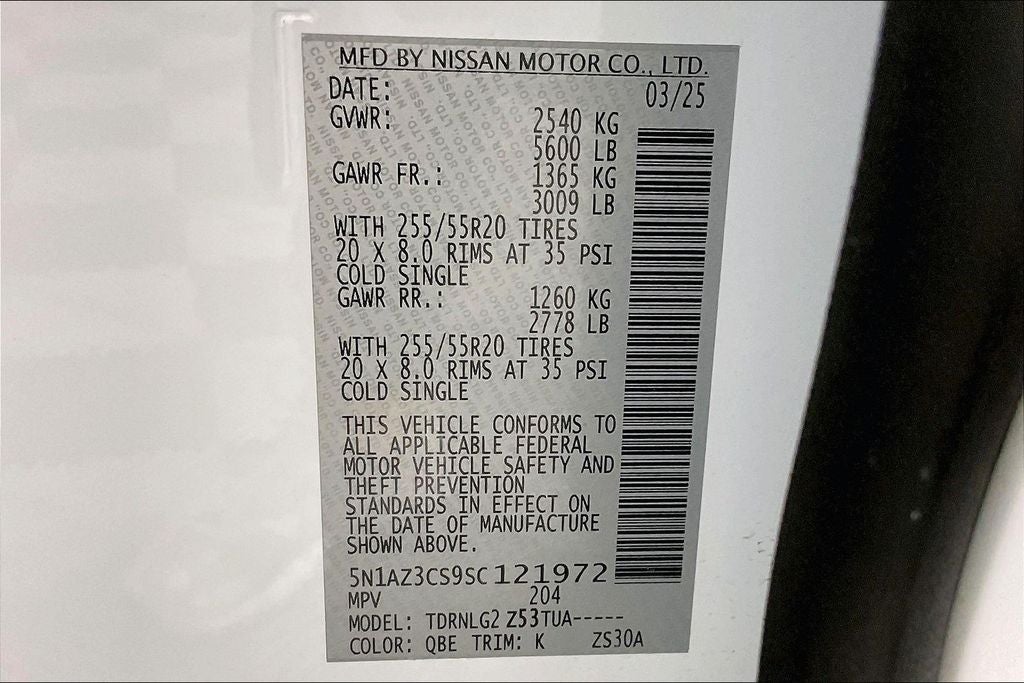 MFD BY NISSAN MOTOR CO., LTD.
DATE: 03/25
GVWR: 2540 KG
5600 LB
GAWR FR.: 1365 KG
3009 LB
WITH 255/55R20 TIRES
20 X 8.0 RIMS AT 35 PSI
COLD SINGLE
GAWR RR.: 1260 KG
2778 LB
WITH 255/55R20 TIRES
20 X 8.0 RIMS AT 35 PSI
COLD SINGLE
THIS VEHICLE CONFORMS TO
ALL APPLICABLE FEDERAL
MOTOR VEHICLE SAFETY AND
THEFT PREVENTION
STANDARDS IN EFFECT ON
THE DATE OF MANUFACTURE
SHOWN ABOVE.
5N1AZ3CS9SC121972
MPV 204
MODEL: TDRNLG2 Z53TUA-----
COLOR: QBE TRIM: K ZS30A